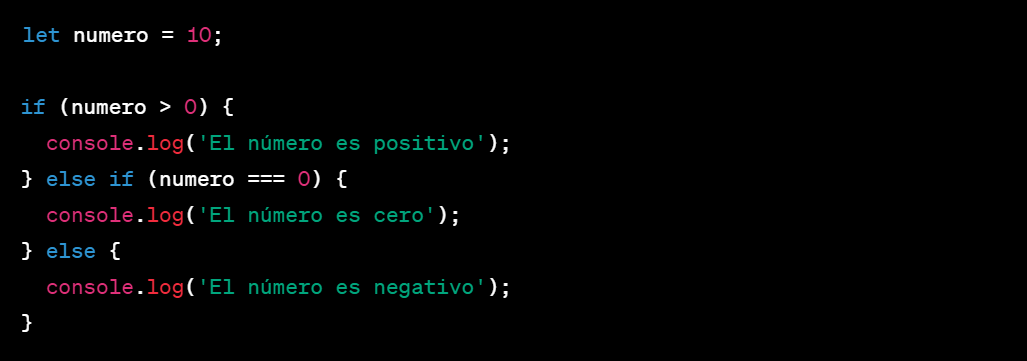 let numero = 10;
if (numero > 0) {
console.log('El número es positivo');
} else if (numero === 0) {
console.log('El número es cero');
} else {
console.log('El número es negativo');
}